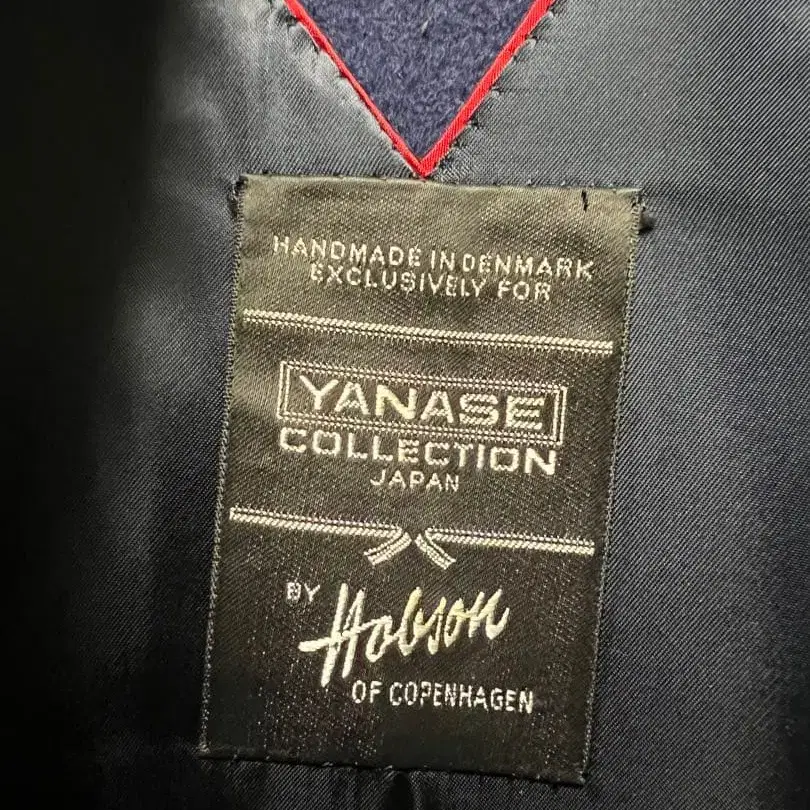 HANDMADE IN DENMARK
EXCLUSIVELY FOR
YANASE
COLLECTION
JAPAN
BY Hobson
OF COPENHAGEN